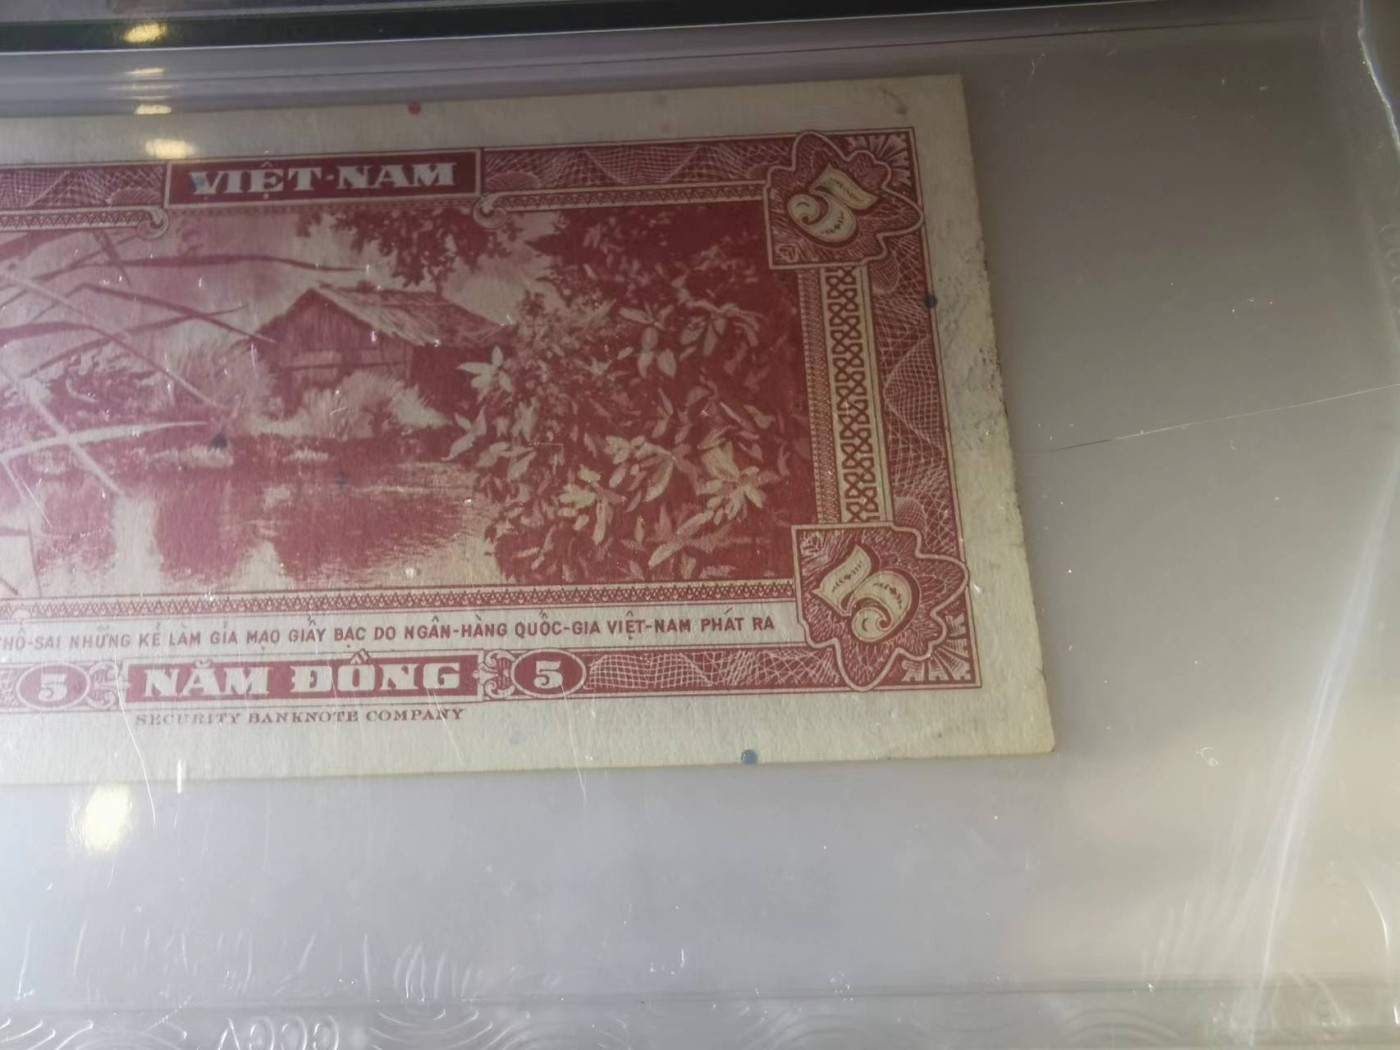 VIỆT-NAM
5
5
KHỔ-SAI NHỮNG KẺ LÀM GIẢ MẠO GIẤY BẠC DO NGÂN-HÀNG QUỐC-GIA VIỆT-NAM PHÁT RA
5 NĂM ĐỒNG 5
SECURITY BANKNOTE COMPANY